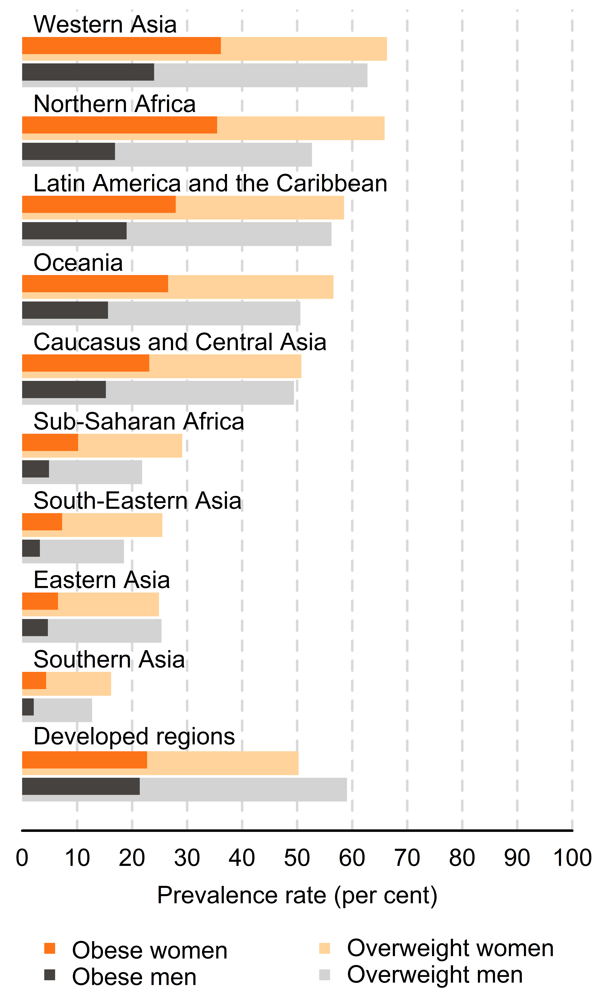 Western Asia
Northern Africa
Latin America and the Caribbean
Oceania
Caucasus and Central Asia
Sub-Saharan Africa
South-Eastern Asia
Eastern Asia
Southern Asia
Developed regions
0 10 20 30 40 50 60 70 80 90 100
Prevalence rate (per cent)
Obese women Overweight women
Obese men Overweight men